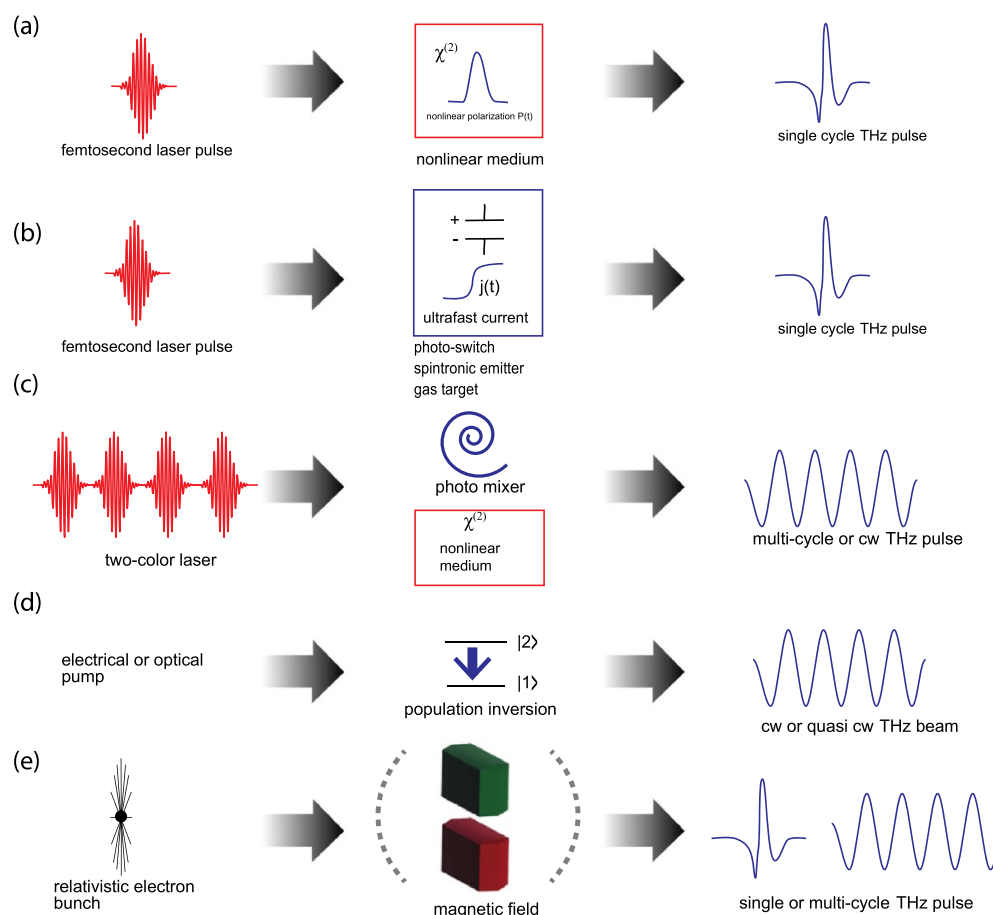 (a)
χ(2)
nonlinear polarization P(t)
femtosecond laser pulse
nonlinear medium
single cycle THz pulse
(b)
+
-
j(t)
ultrafast current
femtosecond laser pulse
photo-switch
spintronic emitter
gas target
single cycle THz pulse
(c)
photo mixer
χ(2)
nonlinear
medium
two-color laser
multi-cycle or cw THz pulse
(d)
electrical or optical
pump
|2⟩
|1⟩
population inversion
cw or quasi cw THz beam
(e)
relativistic electron
bunch
magnetic field
single or multi-cycle THz pulse